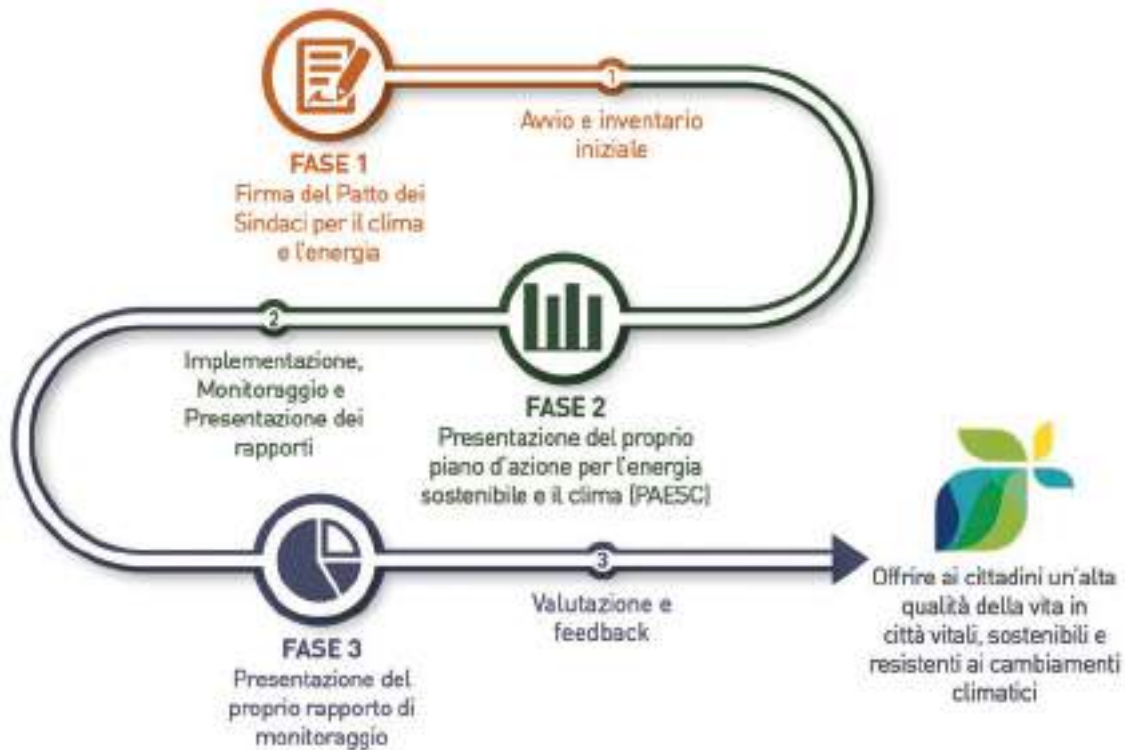 1
Avvio e inventario
iniziale
FASE 1
Firma del Patto dei
Sindaci per il clima
e l'energia
2
Implementazione,
Monitoraggio e
Presentazione dei
rapporti
FASE 2
Presentazione del proprio
piano d'azione per l'energia
sostenibile e il clima (PAESC)
3
Valutazione e
feedback
FASE 3
Presentazione del
proprio rapporto di
monitoraggio
Offrire ai cittadini un'alta
qualità della vita in
città vitali, sostenibili e
resistenti ai cambiamenti
climatici